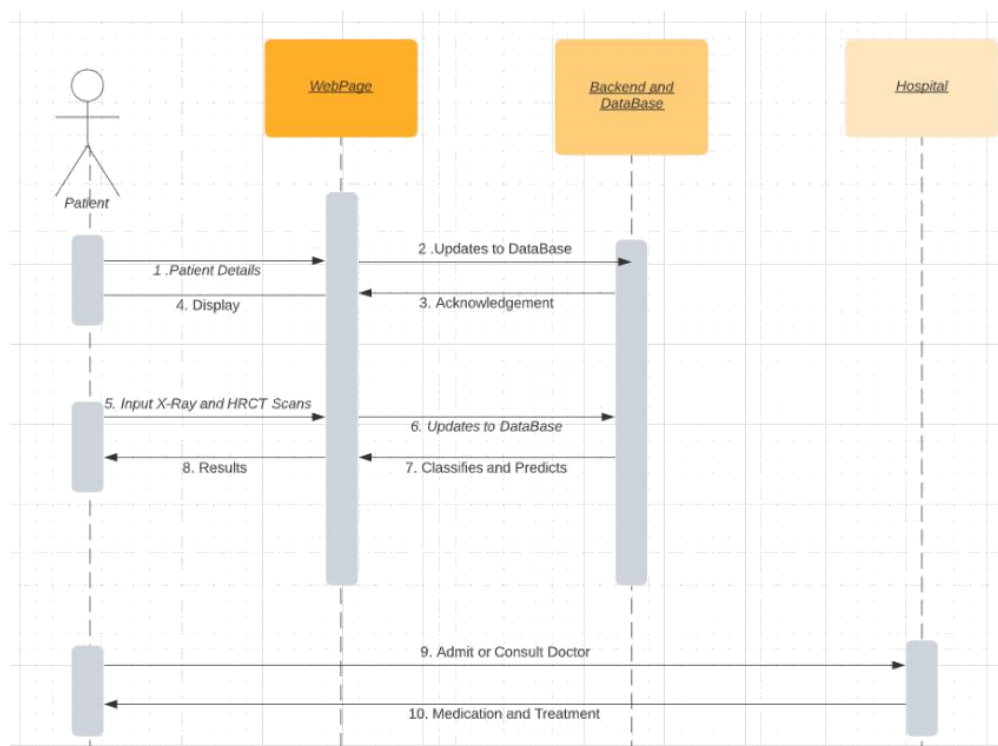 WebPage
Backend and
DataBase
Hospital
Patient
1 .Patient Details
2 .Updates to DataBase
4. Display
3. Acknowledgement
5. Input X-Ray and HRCT Scans
6. Updates to DataBase
8. Results
7. Classifies and Predicts
9. Admit or Consult Doctor
10. Medication and Treatment